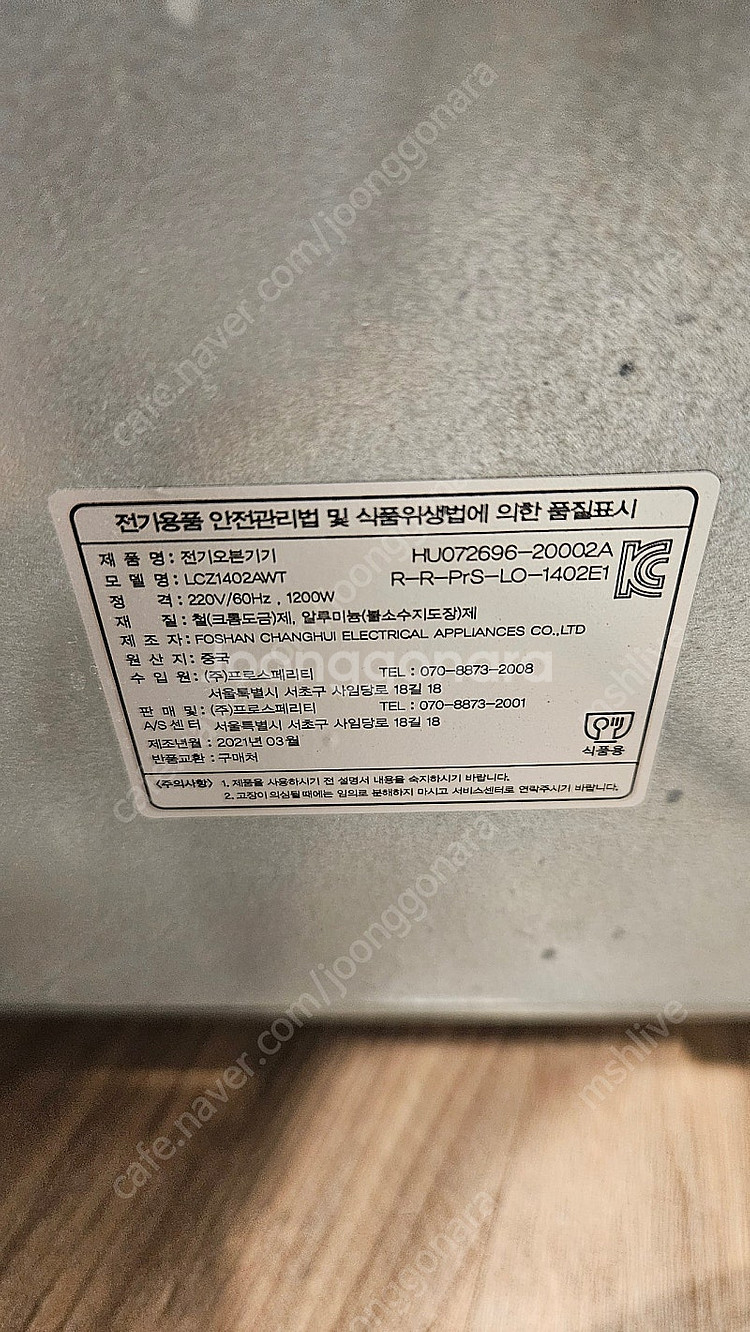 전기용품 안전관리법 및 식품위생법에 의한 품질표시
제 품 명 : 전기오븐기기 HU072696-20002A
모 델 명 : LCZ1402AWT R-R-PrS-LO-1402E1
정 격 : 220V/60Hz , 1200W
재 질 : 철(크롬도금)제, 알루미늄(불소수지도장)제
제 조 자 : FOSHAN CHANGHUI ELECTRICAL APPLIANCES CO.,LTD
원 산 지 : 중국
수 입 원 : (주)프로스페리티 TEL : 070-8873-2008
서울특별시 서초구 사임당로 18길 18
판 매 및 : (주)프로스페리티 TEL : 070-8873-2001
A/S 센터 서울특별시 서초구 사임당로 18길 18
제조년월 : 2021년 03월
반품교환 : 구매처
식품용
<주의사항> 1. 제품을 사용하시기 전 설명서 내용을 숙지하시기 바랍니다.
2. 고장이 의심될 때에는 임의로 분해하지 마시고 서비스센터로 연락주시기 바랍니다.
joonggonara
cafe.naver.com/joonggonara
cafe.naver.com/joonggonara
mshlive
mshlive